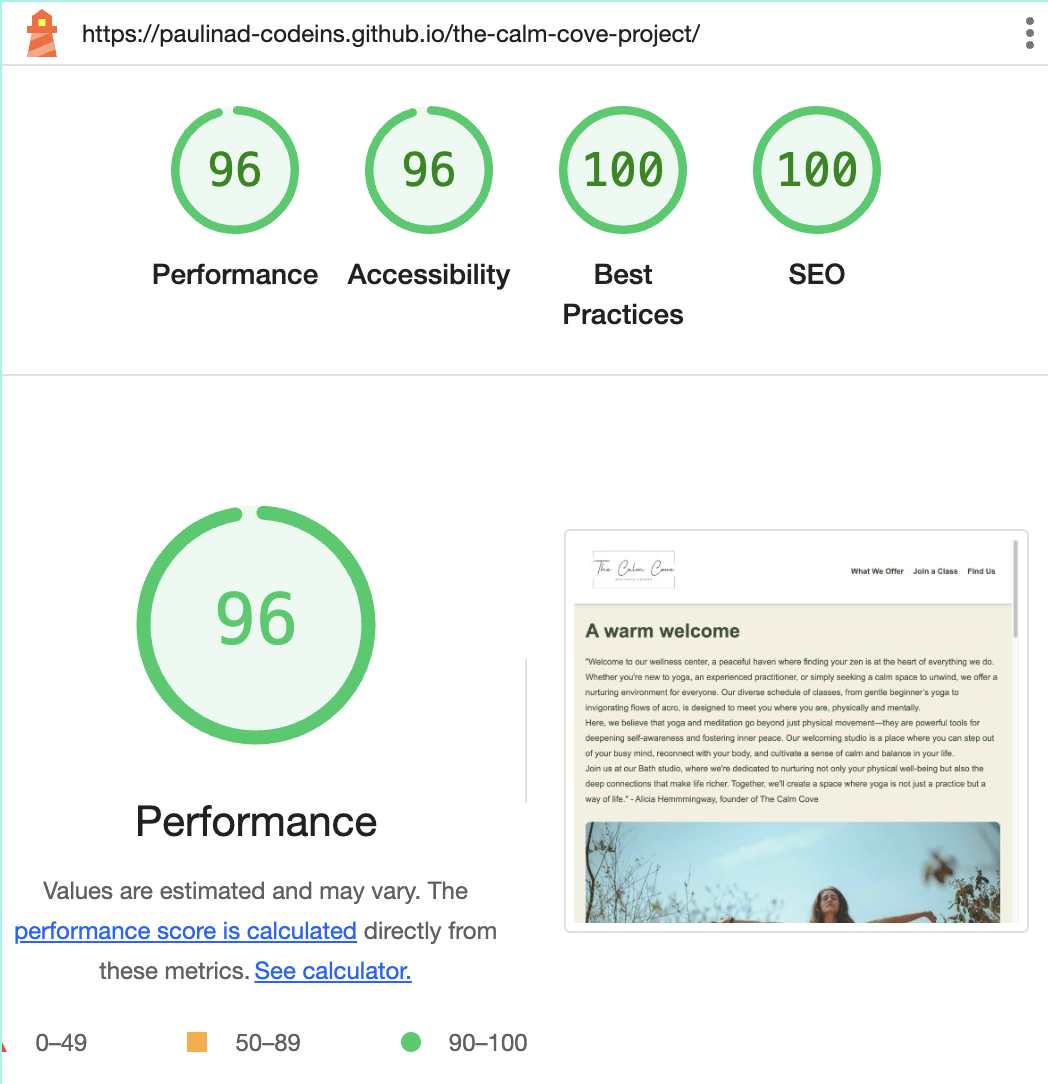 https://paulinad-codeins.github.io/the-calm-cove-project/
96
96
100
100
Performance
Accessibility
Best
Practices
SEO
96
Performance
Values are estimated and may vary. The
performance score is calculated directly from
these metrics. See calculator.
0–49
50–89
90–100
The Calm Cove
WELLNESS CENTER
What We Offer
Join a Class
Find Us
A warm welcome
"Welcome to our wellness center, a peaceful haven where finding your zen is at the heart of everything we do.
Whether you're new to yoga, an experienced practitioner, or simply seeking a calm space to unwind, we offer a
nurturing environment for everyone. Our diverse schedule of classes, from gentle beginner's yoga to
invigorating flows of acro, is designed to meet you where you are, physically and mentally.
Here, we believe that yoga and meditation go beyond just physical movement—they are powerful tools for
deepening self-awareness and fostering inner peace. Our welcoming studio is a place where you can step out
of your busy mind, reconnect with your body, and cultivate a sense of calm and balance in your life.
Join us at our Bath studio, where we're dedicated to nurturing not only your physical well-being but also the
deep connections that make life richer. Together, we'll create a space where yoga is not just a practice but a
way of life." - Alicia Hemmmingway, founder of The Calm Cove